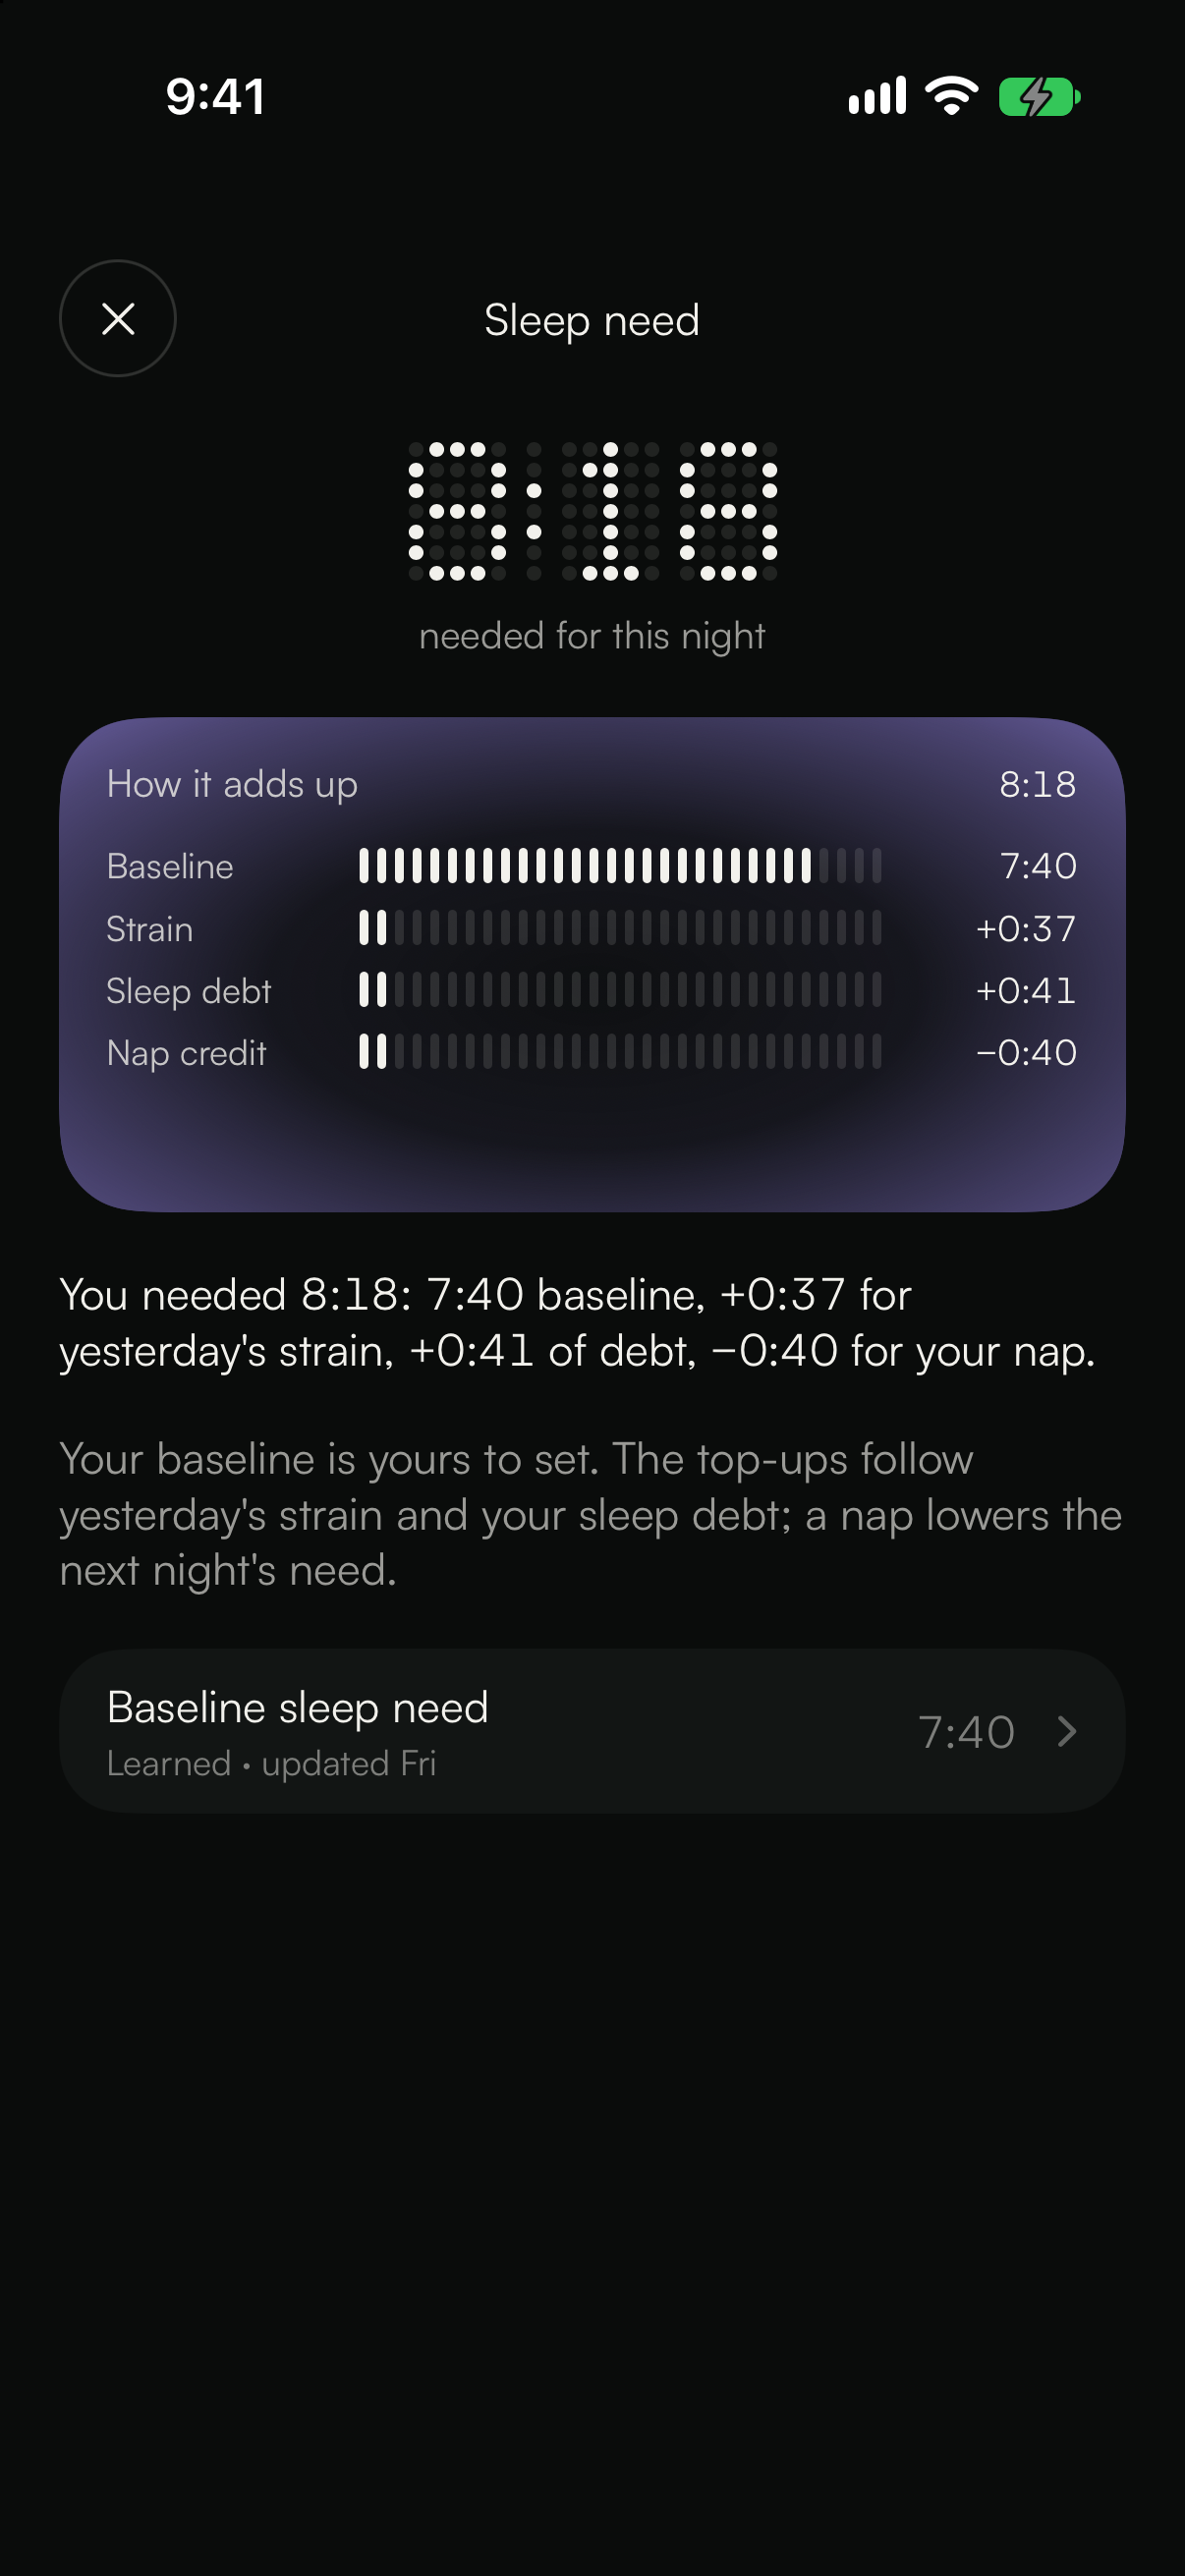 9:41
Sleep need
8:18
needed for this night
How it adds up 8:18
Baseline 7:40
Strain +0:37
Sleep debt +0:41
Nap credit −0:40
You needed 8:18: 7:40 baseline, +0:37 for
yesterday's strain, +0:41 of debt, −0:40 for your nap.
Your baseline is yours to set. The top-ups follow
yesterday's strain and your sleep debt; a nap lowers the
next night's need.
Baseline sleep need
7:40
Learned · updated Fri